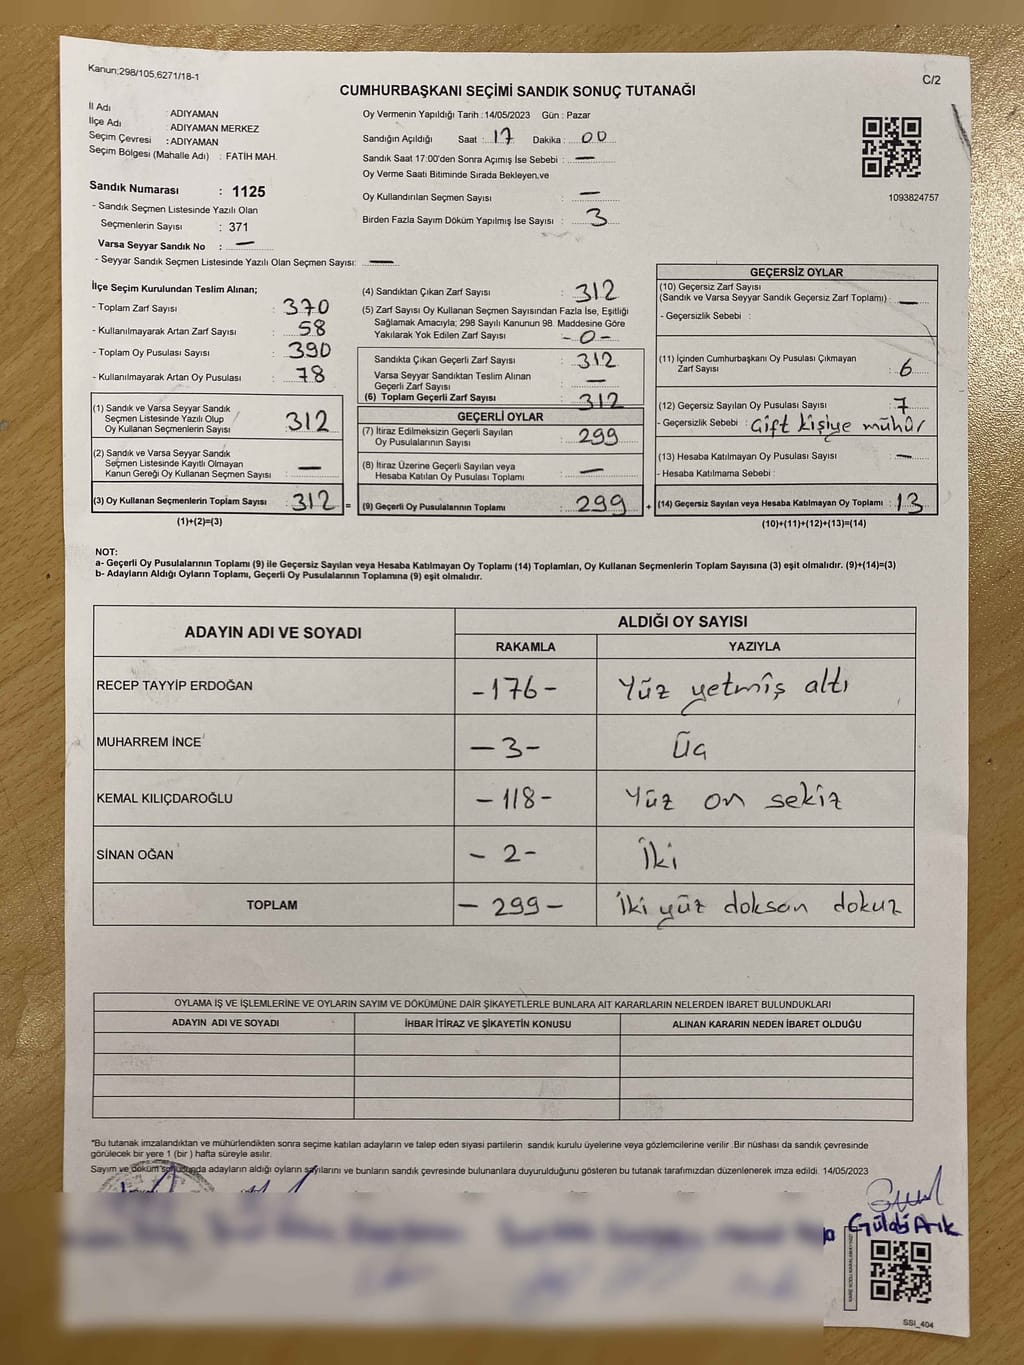 Kanun;298/105,6271/18-1
C/2
CUMHURBAŞKANI SEÇİMİ SANDIK SONUÇ TUTANAĞI
İl Adı : ADIYAMAN
İlçe Adı : ADIYAMAN MERKEZ
Seçim Çevresi : ADIYAMAN
Seçim Bölgesi (Mahalle Adı) : FATİH MAH.
Sandık Numarası : 1125
- Sandık Seçmen Listesinde Yazılı Olan
Seçmenlerin Sayısı : 371
Varsa Seyyar Sandık No : —
- Seyyar Sandık Seçmen Listesinde Yazılı Olan Seçmen Sayısı: —
Oy Vermenin Yapıldığı Tarih : 14/05/2023 Gün : Pazar
Sandığın Açıldığı Saat : 17 Dakika : 00
Sandık Saat 17:00'den Sonra Açımış İse Sebebi : —
Oy Verme Saati Bitiminde Sırada Bekleyen,ve
Oy Kullandırılan Seçmen Sayısı : —
Birden Fazla Sayım Döküm Yapılmış İse Sayısı : 3
1093824757
İlçe Seçim Kurulundan Teslim Alınan;
- Toplam Zarf Sayısı : 370
- Kullanılmayarak Artan Zarf Sayısı : 58
- Toplam Oy Pusulası Sayısı : 390
- Kullanılmayarak Artan Oy Pusulası : 78
(1) Sandık ve Varsa Seyyar Sandık
Seçmen Listesinde Yazılı Olup
Oy Kullanan Seçmenlerin Sayısı : 312
(2) Sandık ve Varsa Seyyar Sandık
Seçmen Listesinde Kayıtlı Olmayan
Kanun Gereği Oy Kullanan Seçmen Sayısı : —
(3) Oy Kullanan Seçmenlerin Toplam Sayısı : 312 =
(1)+(2)=(3)
(4) Sandıktan Çıkan Zarf Sayısı : 312
(5) Zarf Sayısı Oy Kullanan Seçmen Sayısından Fazla İse, Eşitliği
Sağlamak Amacıyla; 298 Sayılı Kanunun 98. Maddesine Göre
Yakılarak Yok Edilen Zarf Sayısı : -0-
Sandıkta Çıkan Geçerli Zarf Sayısı : 312
Varsa Seyyar Sandıktan Teslim Alınan
Geçerli Zarf Sayısı : —
(6) Toplam Geçerli Zarf Sayısı : 312
GEÇERLİ OYLAR
(7) İtiraz Edilmeksizin Geçerli Sayılan
Oy Pusulalarının Sayısı : 299
(8) İtiraz Üzerine Geçerli Sayılan veya
Hesaba Katılan Oy Pusulası Toplamı : —
(9) Geçerli Oy Pusulalarının Toplamı : 299 +
GEÇERSİZ OYLAR
(10) Geçersiz Zarf Sayısı
(Sandık ve Varsa Seyyar Sandık Geçersiz Zarf Toplamı) : —
- Geçersizlik Sebebi :
(11) İçinden Cumhurbaşkanı Oy Pusulası Çıkmayan
Zarf Sayısı : 6
(12) Geçersiz Sayılan Oy Pusulası Sayısı : 7
- Geçersizlik Sebebi : Çift kişiye mühür
(13) Hesaba Katılmayan Oy Pusulası Sayısı : —
- Hesaba Katılmama Sebebi :
(14) Geçersiz Sayılan veya Hesaba Katılmayan Oy Toplamı : 13
(10)+(11)+(12)+(13)=(14)
NOT:
a- Geçerli Oy Pusulalarının Toplamı (9) ile Geçersiz Sayılan veya Hesaba Katılmayan Oy Toplamı (14) Toplamları, Oy Kullanan Seçmenlerin Toplam Sayısına (3) eşit olmalıdır. (9)+(14)=(3)
b- Adayların Aldığı Oyların Toplamı, Geçerli Oy Pusulalarının Toplamına (9) eşit olmalıdır.
ADAYIN ADI VE SOYADI
ALDIĞI OY SAYISI
RAKAMLA YAZIYLA
RECEP TAYYİP ERDOĞAN -176- Yüz yetmiş altı
MUHARREM İNCE -3- Üç
KEMAL KILIÇDAROĞLU -118- Yüz on sekiz
SİNAN OĞAN -2- İki
TOPLAM -299- İki yüz doksan dokuz
OYLAMA İŞ VE İŞLEMLERİNE VE OYLARIN SAYIM VE DÖKÜMÜNE DAİR ŞİKAYETLERLE BUNLARA AİT KARARLARIN NELERDEN İBARET BULUNDUKLARI
ADAYIN ADI VE SOYADI İHBAR İTİRAZ VE ŞİKAYETİN KONUSU ALINAN KARARIN NEDEN İBARET OLDUĞU
*Bu tutanak imzalandıktan ve mühürlendikten sonra seçime katılan adayların ve talep eden siyasi partilerin sandık kurulu üyelerine veya gözlemcilerine verilir .Bir nüshası da sandık çevresinde
görülecek bir yere 1 (bir ) hafta süreyle asılır.
Sayım ve döküm sonucunda adayların aldığı oyların sayılarını ve bunların sandık çevresinde bulunanlara duyurulduğunu gösteren bu tutanak tarafımızdan düzenlenerek imza edildi. 14/05/2023
Gülabi Arık
SSI_404